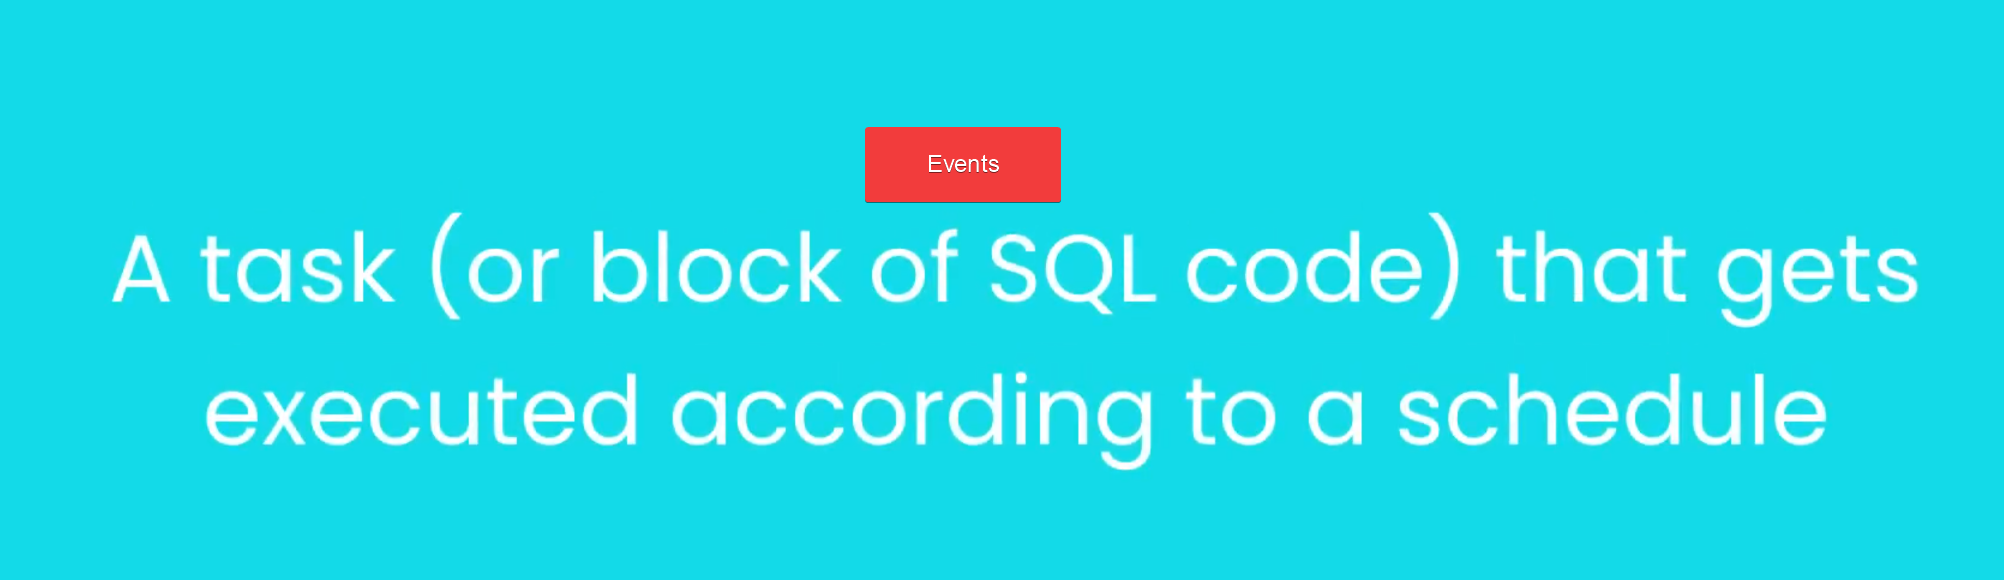 Events
A task (or block of SQL code) that gets
executed according to a schedule